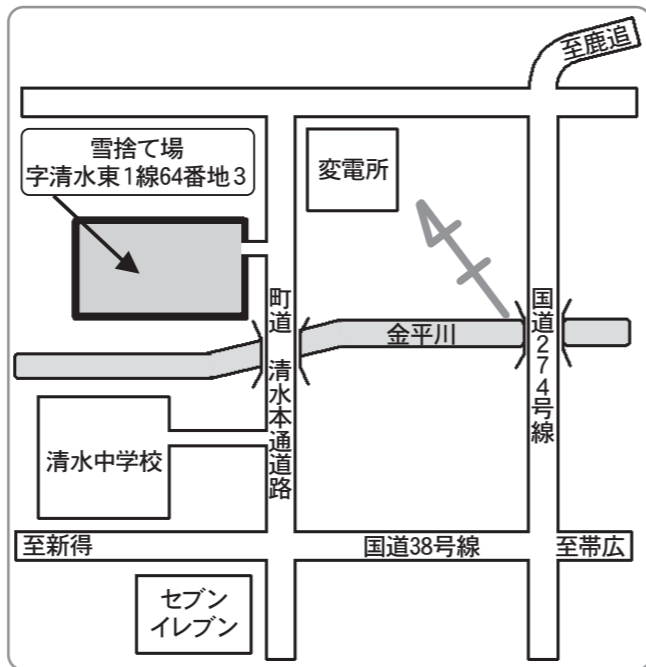 至鹿追
雪捨て場
字清水東1線64番地3
変電所
町道 清水本通道路
国道274号線
金平川
清水中学校
至新得
国道38号線
至帯広
セブン
イレブン